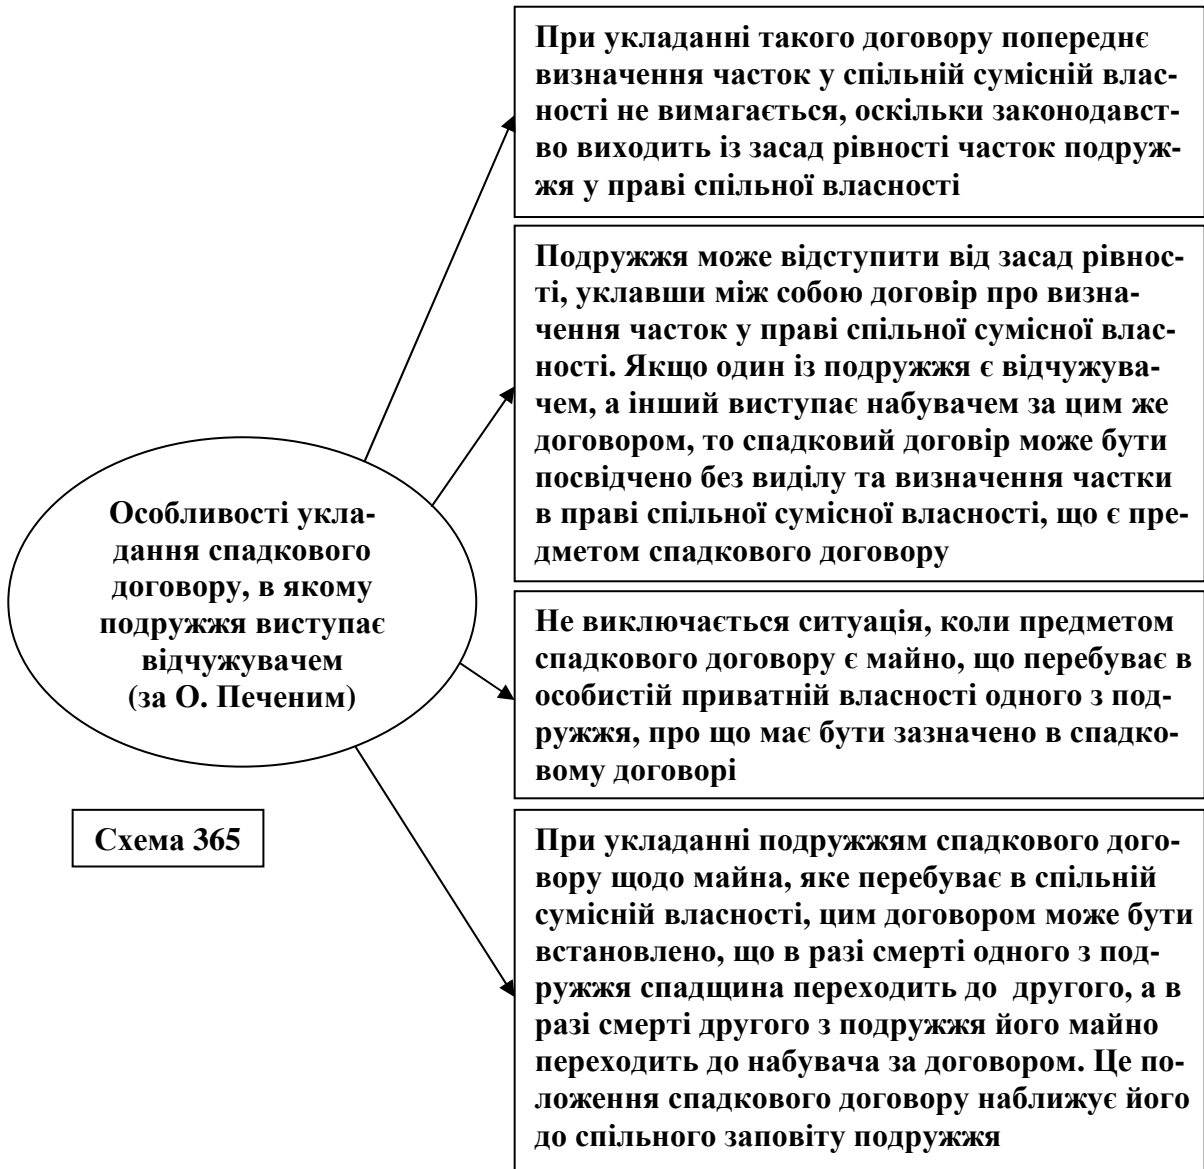 При укладанні такого договору попереднє
визначення часток у спільній сумісній влас-
ності не вимагається, оскільки законодавст-
во виходить із засад рівності часток подруж-
жя у праві спільної власності
Подружжя може відступити від засад рівнос-
ті, уклавши між собою договір про визна-
чення часток у праві спільної сумісної влас-
ності. Якщо один із подружжя є відчужува-
чем, а інший виступає набувачем за цим же
договором, то спадковий договір може бути
посвідчено без виділу та визначення частки
в праві спільної сумісної власності, що є пре-
дметом спадкового договору
Особливості укла-
дання спадкового
договору, в якому
подружжя виступає
відчужувачем
(за О. Печеним)
Не виключається ситуація, коли предметом
спадкового договору є майно, що перебуває в
особистій приватній власності одного з под-
ружжя, про що має бути зазначено в спадко-
вому договорі
Схема 365
При укладанні подружжям спадкового дого-
вору щодо майна, яке перебуває в спільній
сумісній власності, цим договором може бути
встановлено, що в разі смерті одного з под-
ружжя спадщина переходить до другого, а в
разі смерті другого з подружжя його майно
переходить до набувача за договором. Це по-
ложення спадкового договору наближує його
до спільного заповіту подружжя